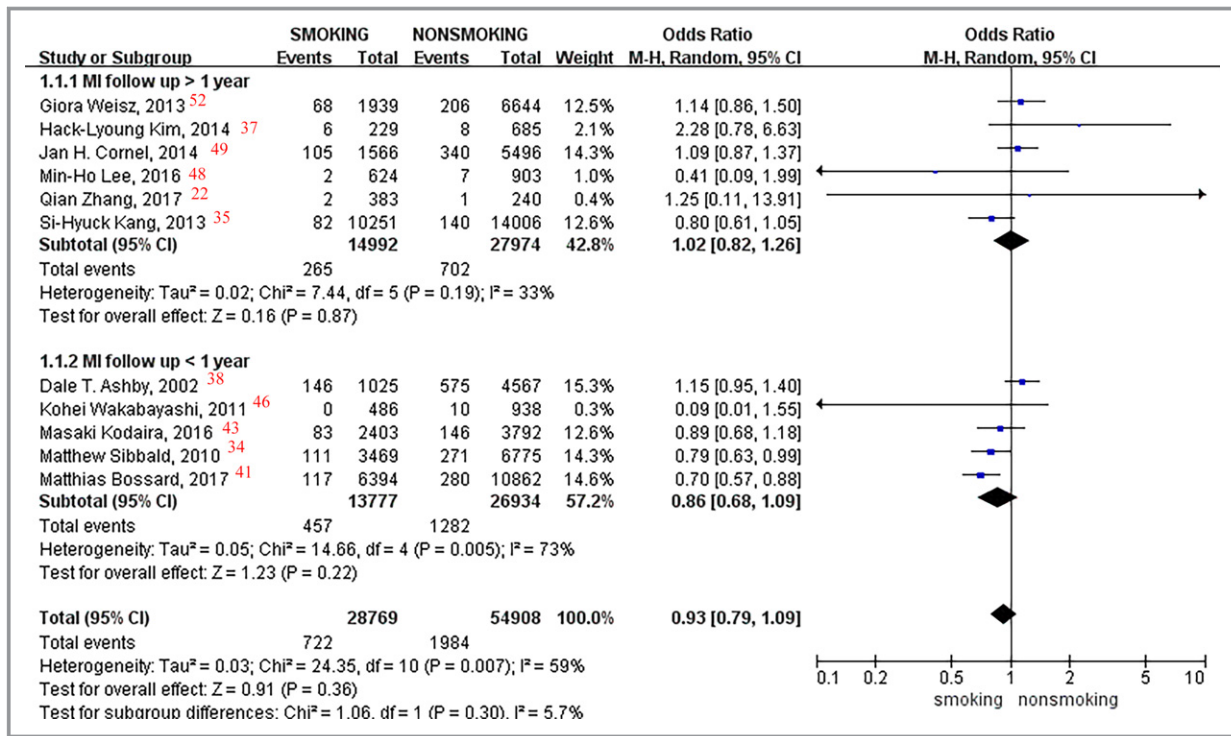 SMOKING NONSMOKING Odds Ratio Odds Ratio
Study or Subgroup Events Total Events Total Weight M-H, Random, 95% CI M-H, Random, 95% CI
1.1.1 MI follow up > 1 year
Giora Weisz, 2013 52 68 1939 206 6644 12.5% 1.14 [0.86, 1.50]
Hack-Lyoung Kim, 2014 37 6 229 8 685 2.1% 2.28 [0.78, 6.63]
Jan H. Cornel, 2014 49 105 1566 340 5496 14.3% 1.09 [0.87, 1.37]
Min-Ho Lee, 2016 48 2 624 7 903 1.0% 0.41 [0.09, 1.99]
Qian Zhang, 2017 22 2 383 1 240 0.4% 1.25 [0.11, 13.91]
Si-Hyuck Kang, 2013 35 82 10251 140 14006 12.6% 0.80 [0.61, 1.05]
Subtotal (95% CI) 14992 27974 42.8% 1.02 [0.82, 1.26]
Total events 265 702
Heterogeneity: Tau² = 0.02; Chi² = 7.44, df = 5 (P = 0.19); I² = 33%
Test for overall effect: Z = 0.16 (P = 0.87)
1.1.2 MI follow up < 1 year
Dale T. Ashby, 2002 38 146 1025 575 4567 15.3% 1.15 [0.95, 1.40]
Kohei Wakabayashi, 2011 46 0 486 10 938 0.3% 0.09 [0.01, 1.55]
Masaki Kodaira, 2016 43 83 2403 146 3792 12.6% 0.89 [0.68, 1.18]
Matthew Sibbald, 2010 34 111 3469 271 6775 14.3% 0.79 [0.63, 0.99]
Matthias Bossard, 2017 41 117 6394 280 10862 14.6% 0.70 [0.57, 0.88]
Subtotal (95% CI) 13777 26934 57.2% 0.86 [0.68, 1.09]
Total events 457 1282
Heterogeneity: Tau² = 0.05; Chi² = 14.66, df = 4 (P = 0.005); I² = 73%
Test for overall effect: Z = 1.23 (P = 0.22)
Total (95% CI) 28769 54908 100.0% 0.93 [0.79, 1.09]
Total events 722 1984
Heterogeneity: Tau² = 0.03; Chi² = 24.35, df = 10 (P = 0.007); I² = 59%
Test for overall effect: Z = 0.91 (P = 0.36)
Test for subgroup differences: Chi² = 1.06, df = 1 (P = 0.30), I² = 5.7%
0.1 0.2 0.5 1 2 5 10
smoking nonsmoking